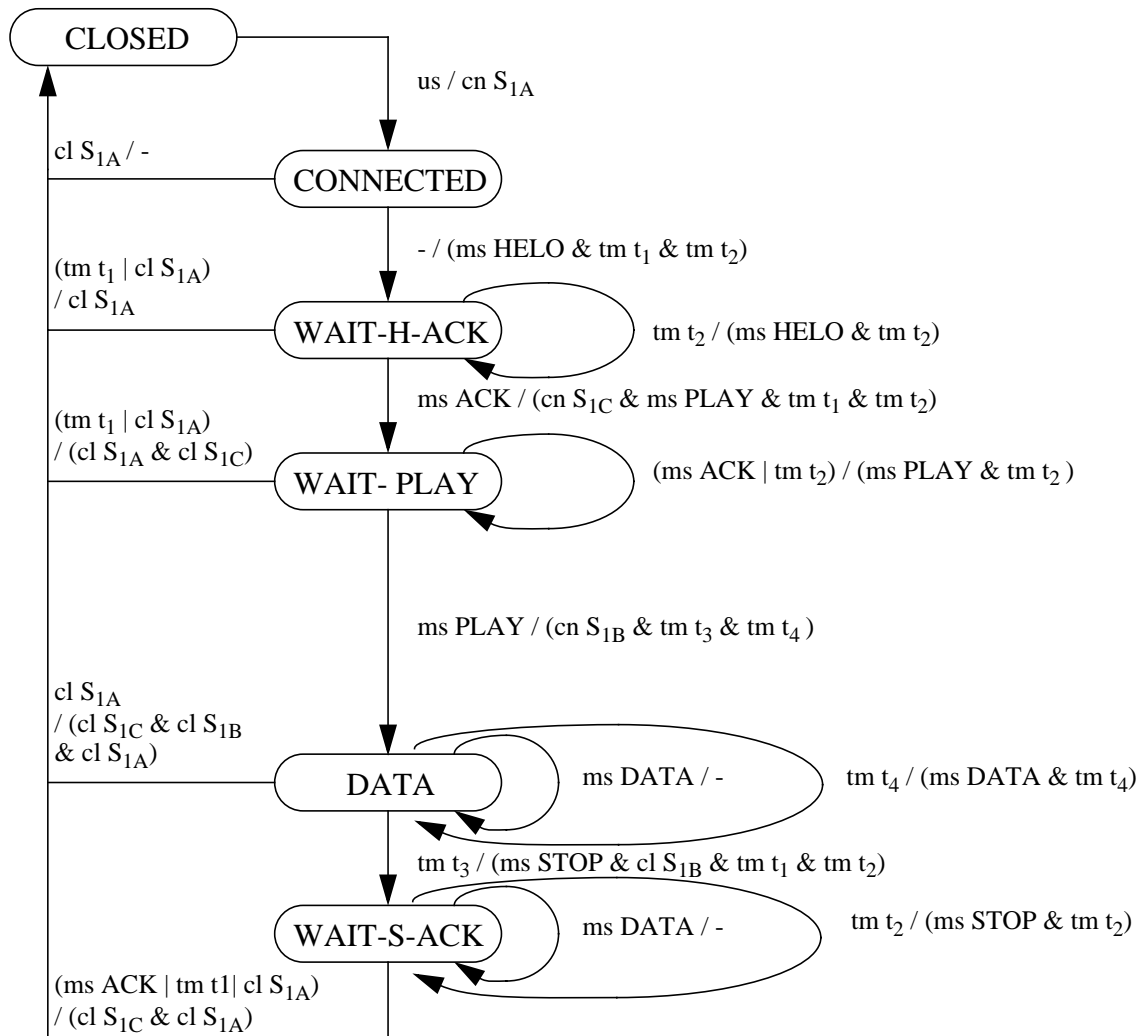 CLOSED
us / cn S1A
cl S1A / -
CONNECTED
- / (ms HELO & tm t1 & tm t2)
(tm t1 | cl S1A)
/ cl S1A
WAIT-H-ACK
tm t2 / (ms HELO & tm t2)
ms ACK / (cn S1C & ms PLAY & tm t1 & tm t2)
(tm t1 | cl S1A)
/ (cl S1A & cl S1C)
WAIT- PLAY
(ms ACK | tm t2) / (ms PLAY & tm t2 )
ms PLAY / (cn S1B & tm t3 & tm t4 )
cl S1A
/ (cl S1C & cl S1B
& cl S1A)
DATA
ms DATA / -
tm t4 / (ms DATA & tm t4)
tm t3 / (ms STOP & cl S1B & tm t1 & tm t2)
WAIT-S-ACK
ms DATA / -
tm t2 / (ms STOP & tm t2)
(ms ACK | tm t1| cl S1A)
/ (cl S1C & cl S1A)